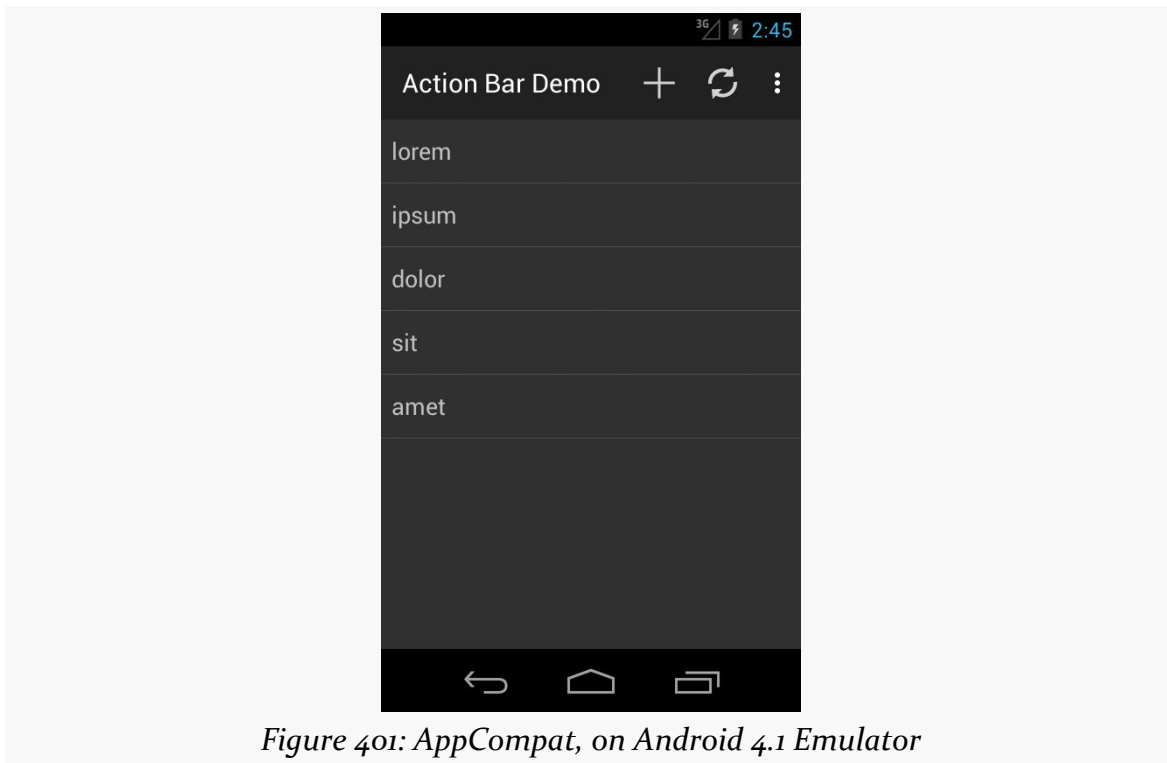 3G 2:45
Action Bar Demo
lorem
ipsum
dolor
sit
amet
Figure 401: AppCompat, on Android 4.1 Emulator